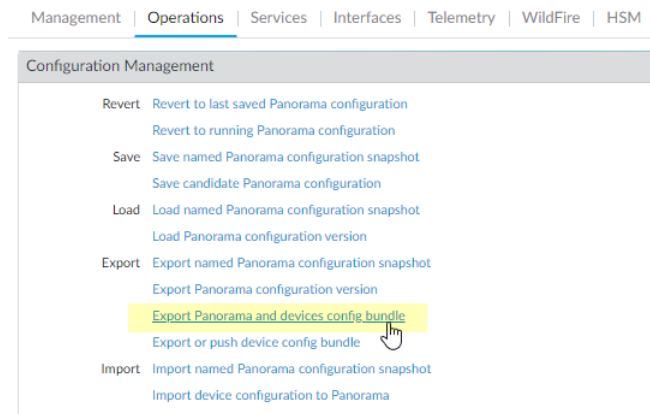 Management | Operations | Services | Interfaces | Telemetry | WildFire | HSM
Configuration Management
Revert Revert to last saved Panorama configuration
Revert to running Panorama configuration
Save Save named Panorama configuration snapshot
Save candidate Panorama configuration
Load Load named Panorama configuration snapshot
Load Panorama configuration version
Export Export named Panorama configuration snapshot
Export Panorama configuration version
Export Panorama and devices config bundle
Export or push device config bundle
Import Import named Panorama configuration snapshot
Import device configuration to Panorama